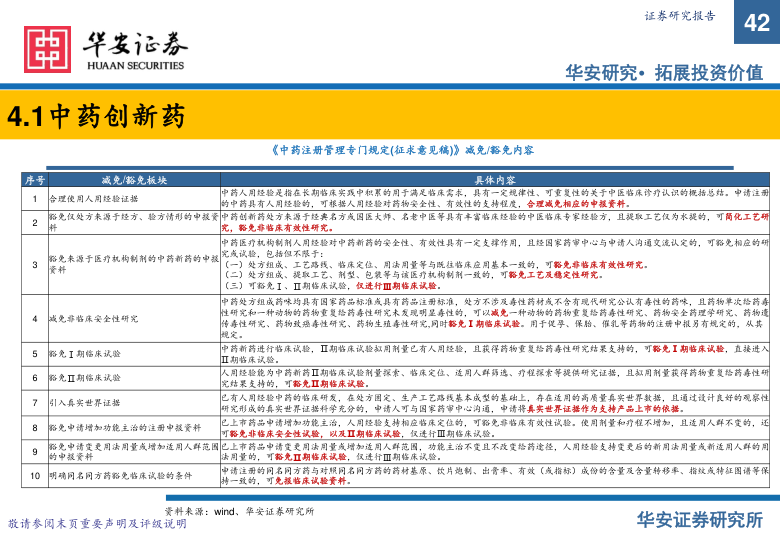 证券研究报告
42
华安证券
HUAAN SECURITIES
华安研究• 拓展投资价值
4.1中药创新药
《中药注册管理专门规定(征求意见稿)》减免/豁免内容
序号 减免/豁免板块 具体内容
1 合理使用人用经验证据
中药人用经验是指在长期临床实践中积累的用于满足临床需求，具有一定规律性、可重复性的关于中医临床诊疗认识的概括总结。申请注册
的中药具有人用经验的，可根据人用经验对药物安全性、有效性的支持程度，合理减免相应的申报资料。
2
豁免仅处方来源于经方、验方情形的申报资
料
中药创新药处方来源于经典名方或国医大师、名老中医等具有丰富临床经验的中医临床专家经验方，且提取工艺仅为水提的，可简化工艺研
究，豁免非临床有效性研究。
3
豁免来源于医疗机构制剂的中药新药的申报
资料
中药医疗机构制剂人用经验对中药新药的安全性、有效性具有一定支撑作用，且经国家药审中心与申请人沟通交流认定的，可豁免相应的研
究或试验，包括但不限于：
（一）处方组成、工艺路线、临床定位、用法用量等与既往临床应用基本一致的，可豁免非临床有效性研究。
（二）处方组成、提取工艺、剂型、包装等与该医疗机构制剂一致的，可豁免工艺及稳定性研究。
（三）可豁免Ⅰ、Ⅱ期临床试验，仅进行Ⅲ期临床试验。
4 减免非临床安全性研究
中药处方组成药味均具有国家药品标准或具有药品注册标准，处方不涉及毒性药材或不含有现代研究公认有毒性的药味，且药物单次给药毒
性研究和一种动物的药物重复给药毒性研究未发现明显毒性的，可以减免一种动物的药物重复给药毒性研究、药物安全药理学研究、药物遗
传毒性研究、药物致癌毒性研究、药物生殖毒性研究,同时豁免Ⅰ期临床试验。用于促孕、保胎、催乳等药物的注册申报另有规定的，从其
规定。
5 豁免Ⅰ期临床试验
中药新药进行临床试验，Ⅱ期临床试验拟用剂量已有人用经验，且获得药物重复给药毒性研究结果支持的，可豁免Ⅰ期临床试验，直接进入
Ⅱ期临床试验。
6 豁免Ⅱ期临床试验
人用经验能为中药新药Ⅱ期临床试验剂量探索、临床定位、适用人群筛选、疗程探索等提供研究证据，且拟用剂量获得药物重复给药毒性研
究结果支持的，可豁免Ⅱ期临床试验。
7 引入真实世界证据
已有人用经验中药的临床研发，在处方固定、生产工艺路线基本成型的基础上，存在适用的高质量真实世界数据，且通过设计良好的观察性
研究形成的真实世界证据科学充分的，申请人可与国家药审中心沟通，申请将真实世界证据作为支持产品上市的依据。
8 豁免申请增加功能主治的注册申报资料
已上市药品申请增加功能主治，人用经验支持相应临床定位的，可豁免非临床有效性试验。使用剂量和疗程不增加，且适用人群不变的，还
可豁免非临床安全性试验，以及Ⅱ期临床试验，仅进行Ⅲ期临床试验。
9
豁免申请变更用法用量或增加适用人群范围
的申报资料
已上市药品申请变更用法用量或增加适用人群范围，功能主治不变且不改变给药途径，人用经验支持变更后的新用法用量或新适用人群的用
法用量的，可豁免Ⅱ期临床试验，仅进行Ⅲ期临床试验。
10 明确同名同方药豁免临床试验的条件
申请注册的同名同方药与对照同名同方药的药材基原、饮片炮制、出膏率、有效（或指标）成份的含量及含量转移率、指纹或特征图谱等保
持一致的，可免报临床试验资料。
资料来源：wind、华安证券研究所
敬请参阅末页重要声明及评级说明
华安证券研究所